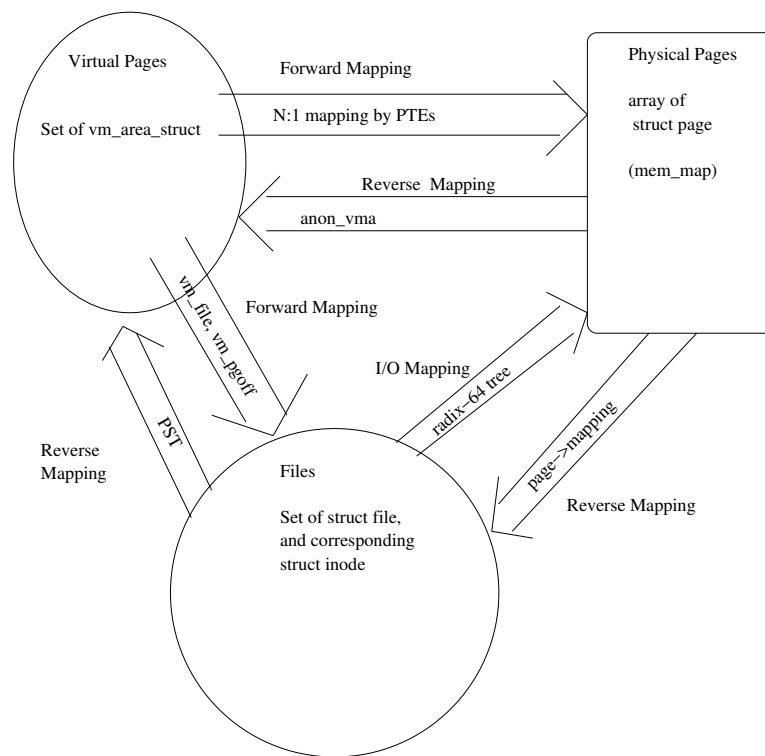 Virtual Pages
Set of vm_area_struct
Forward Mapping
N:1 mapping by PTEs
Physical Pages
array of
struct page
(mem_map)
Reverse Mapping
anon_vma
vm_file, vm_pgoff
Forward Mapping
I/O Mapping
radix-64 tree
PST
Reverse
Mapping
page->mapping
Reverse Mapping
Files
Set of struct file,
and corresponding
struct inode